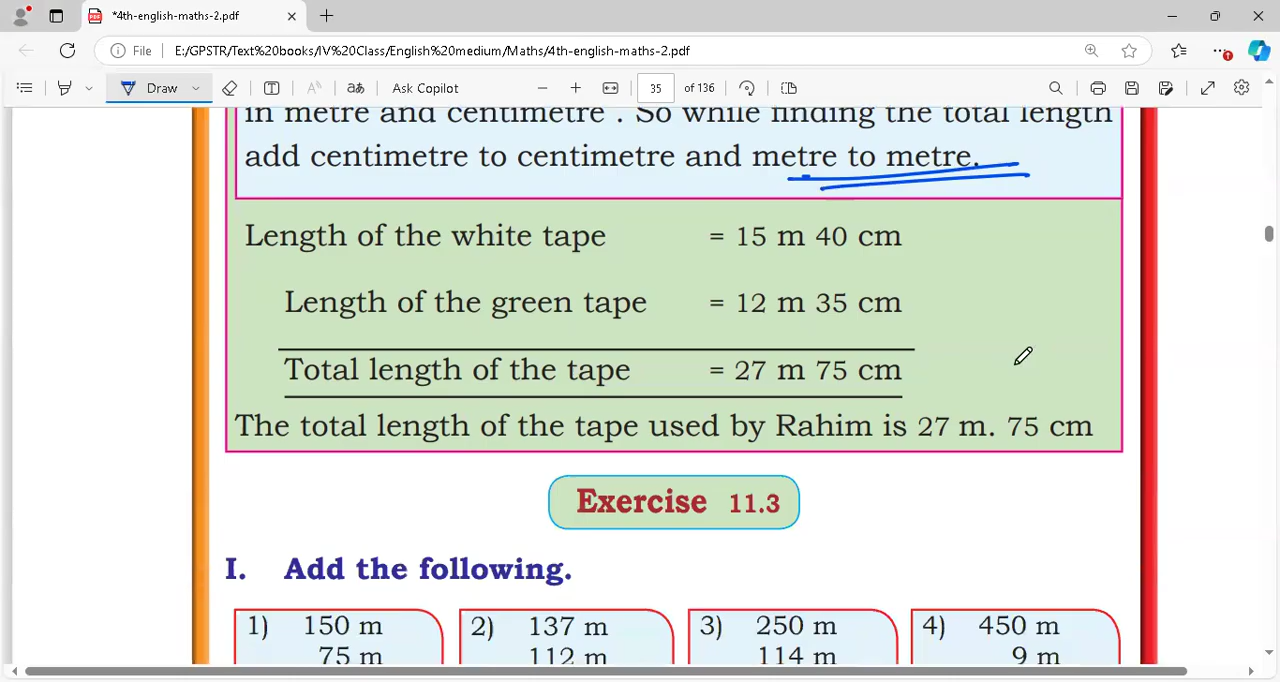 *4th-english-maths-2.pdf
File E:/GPSTR/Text%20books/IV%20Class/English%20medium/Maths/4th-english-maths-2.pdf
Draw Ask Copilot 35 of 136
in metre and centimetre . So while finding the total length
add centimetre to centimetre and metre to metre.
Length of the white tape = 15 m 40 cm
Length of the green tape = 12 m 35 cm
Total length of the tape = 27 m 75 cm
The total length of the tape used by Rahim is 27 m. 75 cm
Exercise 11.3
I. Add the following.
1) 150 m 2) 137 m 3) 250 m 4) 450 m
75 m 112 m 114 m 9 m